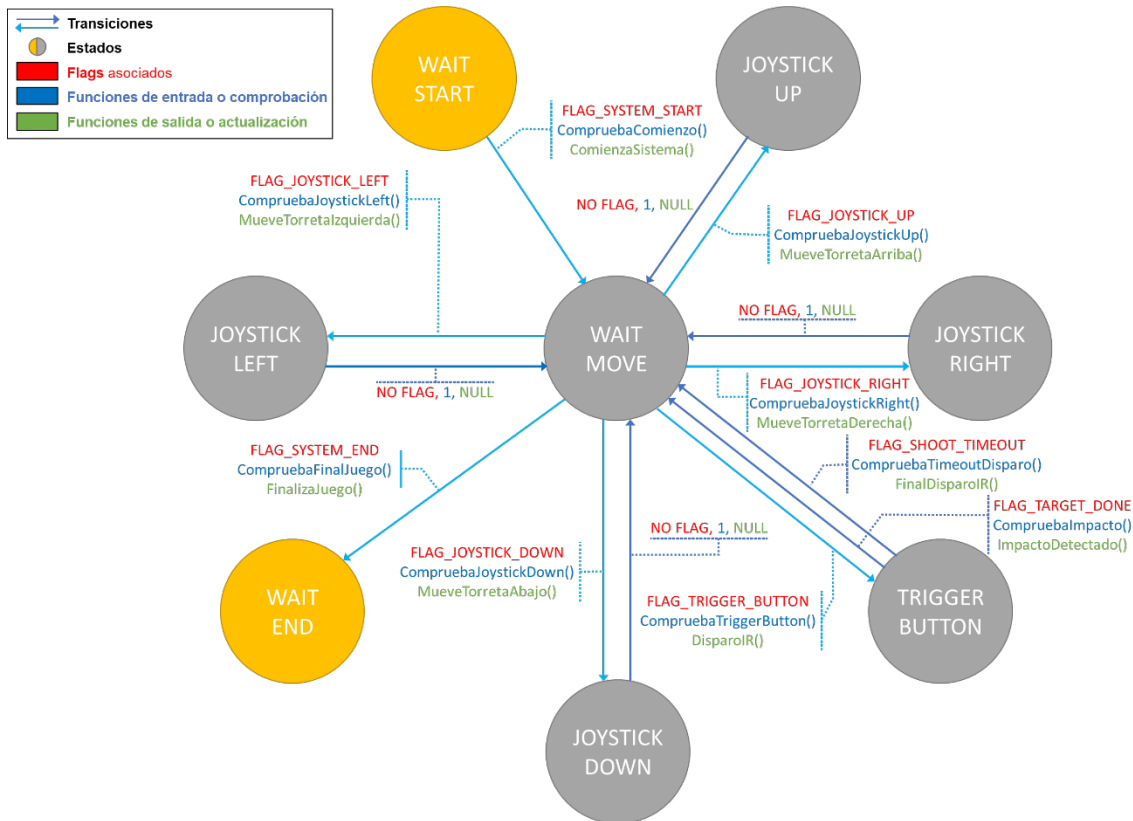 Transiciones
Estados
Flags asociados
Funciones de entrada o comprobación
Funciones de salida o actualización
WAIT
START
JOYSTICK
UP
FLAG_SYSTEM_START
CompruebaComienzo()
ComienzaSistema()
FLAG_JOYSTICK_LEFT
CompruebaJoystickLeft()
MueveTorretaIzquierda()
NO FLAG, 1, NULL
FLAG_JOYSTICK_UP
CompruebaJoystickUp()
MueveTorretaArriba()
JOYSTICK
LEFT
WAIT
MOVE
NO FLAG, 1, NULL
JOYSTICK
RIGHT
NO FLAG, 1, NULL
FLAG_JOYSTICK_RIGHT
CompruebaJoystickRight()
MueveTorretaDerecha()
FLAG_SYSTEM_END
CompruebaFinalJuego()
FinalizaJuego()
FLAG_SHOOT_TIMEOUT
CompruebaTimeoutDisparo()
FinalDisparoIR()
FLAG_TARGET_DONE
CompruebaImpacto()
ImpactoDetectado()
NO FLAG, 1, NULL
FLAG_JOYSTICK_DOWN
CompruebaJoystickDown()
MueveTorretaAbajo()
WAIT
END
FLAG_TRIGGER_BUTTON
CompruebaTriggerButton()
DisparoIR()
TRIGGER
BUTTON
JOYSTICK
DOWN